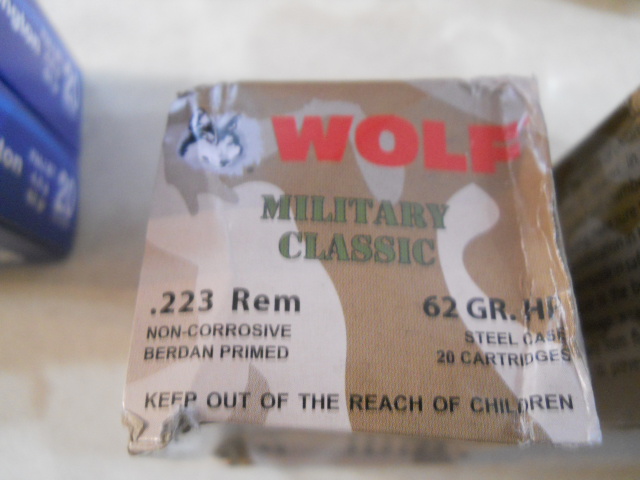 WOLF
MILITARY
CLASSIC
.223 Rem
62 GR. HP
NON-CORROSIVE
STEEL CASE
BERDAN PRIMED
20 CARTRIDGES
KEEP OUT OF THE REACH OF CHILDREN